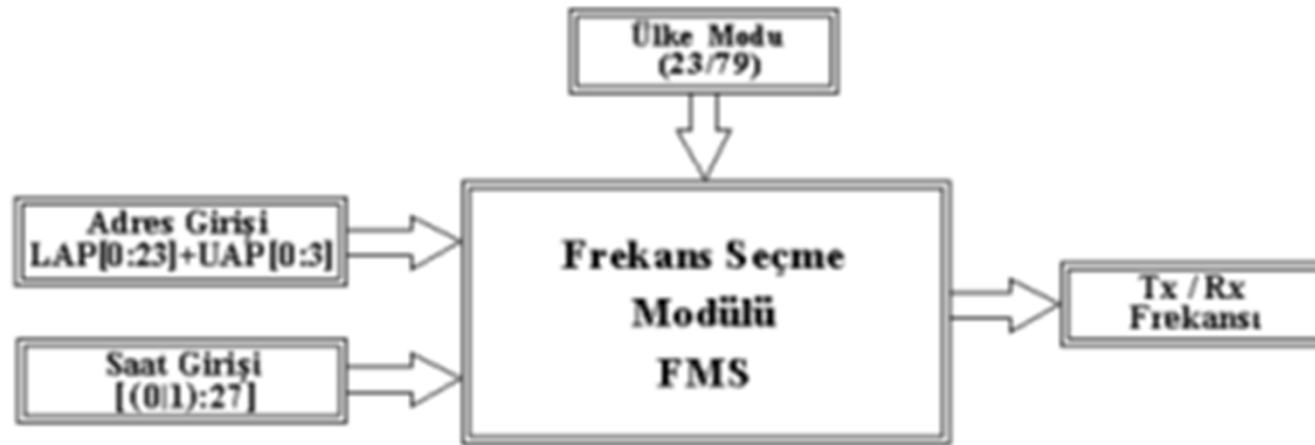 Ülke Modu
(23/79)
Adres Girişi
LAP[0:23]+UAP[0:3]
Frekans Seçme
Modülü
FMS
Tx / Rx
Frekansı
Saat Girişi
[(0|1):27]